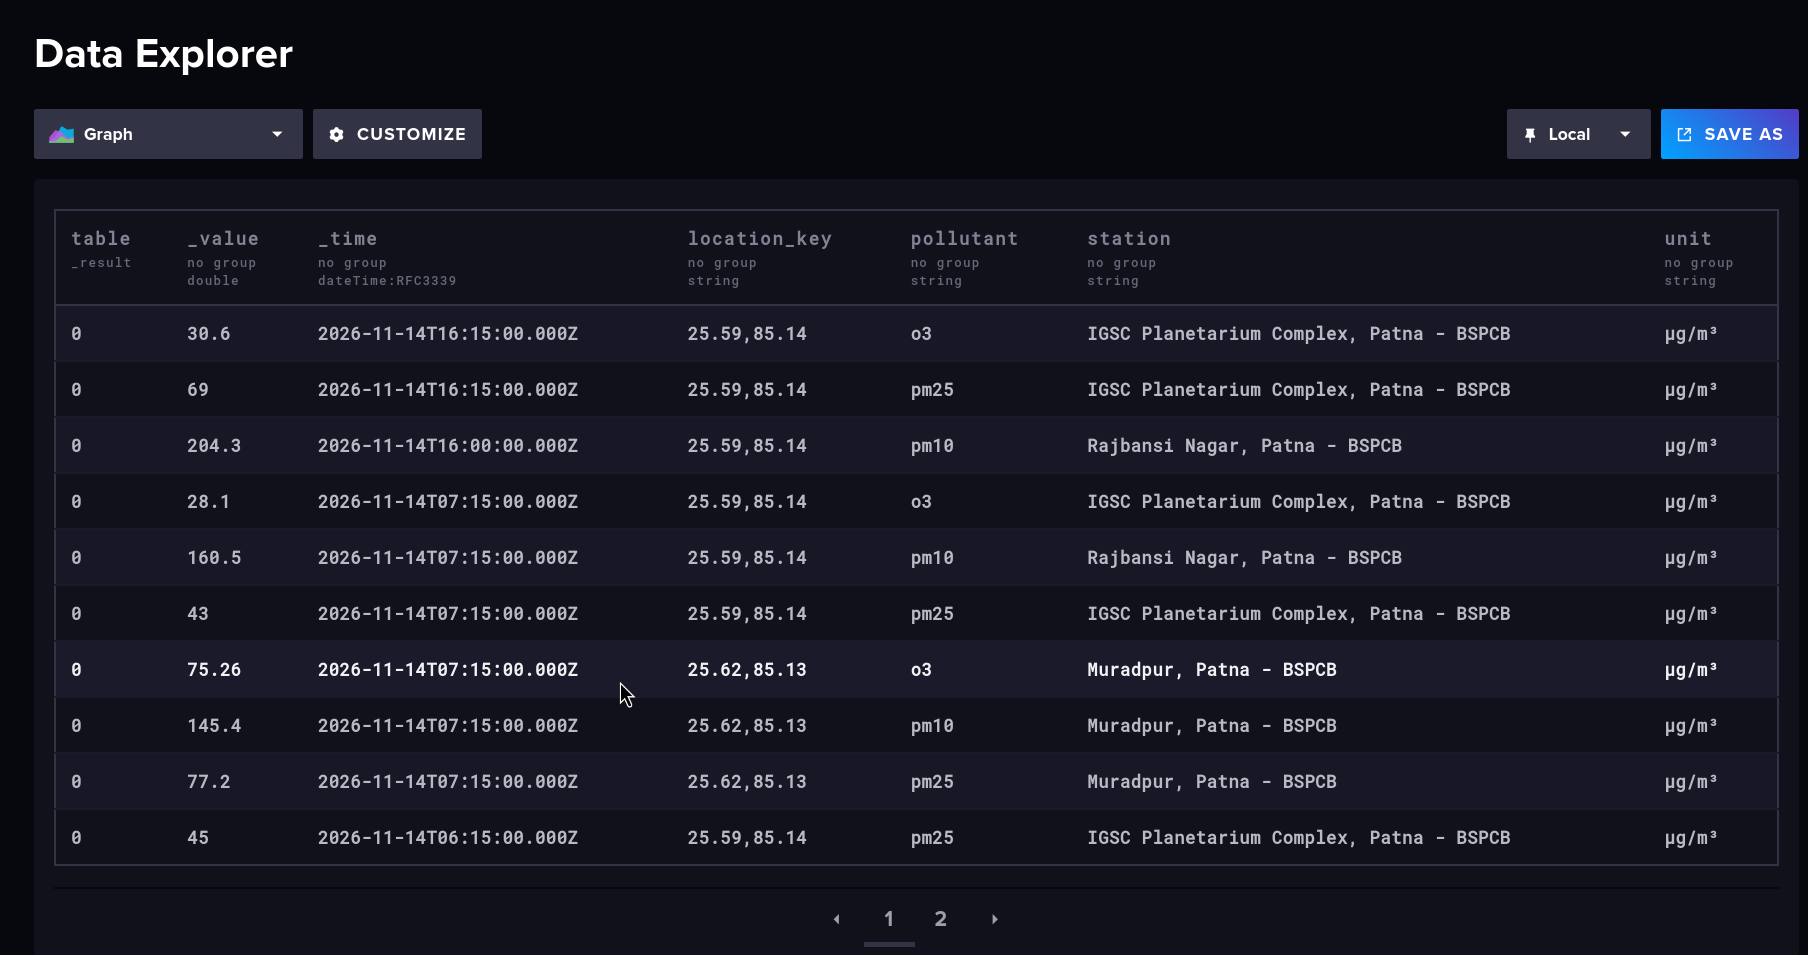 Data Explorer
Graph CUSTOMIZE Local SAVE AS
table _value _time location_key pollutant station unit
_result no group no group no group no group no group no group
double dateTime:RFC3339 string string string string
0 30.6 2026-11-14T16:15:00.000Z 25.59,85.14 o3 IGSC Planetarium Complex, Patna - BSPCB µg/m³
0 69 2026-11-14T16:15:00.000Z 25.59,85.14 pm25 IGSC Planetarium Complex, Patna - BSPCB µg/m³
0 204.3 2026-11-14T16:00:00.000Z 25.59,85.14 pm10 Rajbansi Nagar, Patna - BSPCB µg/m³
0 28.1 2026-11-14T07:15:00.000Z 25.59,85.14 o3 IGSC Planetarium Complex, Patna - BSPCB µg/m³
0 160.5 2026-11-14T07:15:00.000Z 25.59,85.14 pm10 Rajbansi Nagar, Patna - BSPCB µg/m³
0 43 2026-11-14T07:15:00.000Z 25.59,85.14 pm25 IGSC Planetarium Complex, Patna - BSPCB µg/m³
0 75.26 2026-11-14T07:15:00.000Z 25.62,85.13 o3 Muradpur, Patna - BSPCB µg/m³
0 145.4 2026-11-14T07:15:00.000Z 25.62,85.13 pm10 Muradpur, Patna - BSPCB µg/m³
0 77.2 2026-11-14T07:15:00.000Z 25.62,85.13 pm25 Muradpur, Patna - BSPCB µg/m³
0 45 2026-11-14T06:15:00.000Z 25.59,85.14 pm25 IGSC Planetarium Complex, Patna - BSPCB µg/m³
1 2